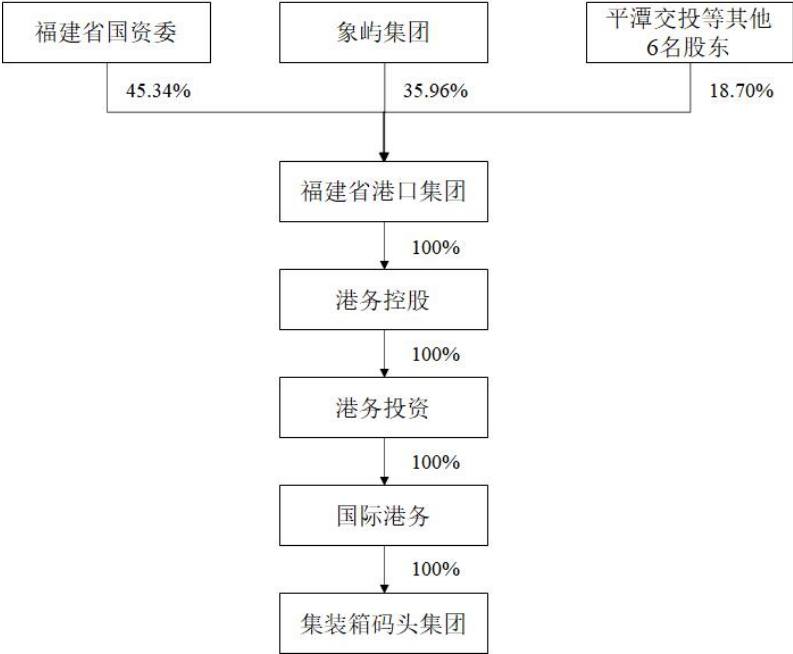 福建省国资委
象屿集团
平潭交投等其他
6名股东
45.34%
35.96%
18.70%
福建省港口集团
100%
港务控股
100%
港务投资
100%
国际港务
100%
集装箱码头集团